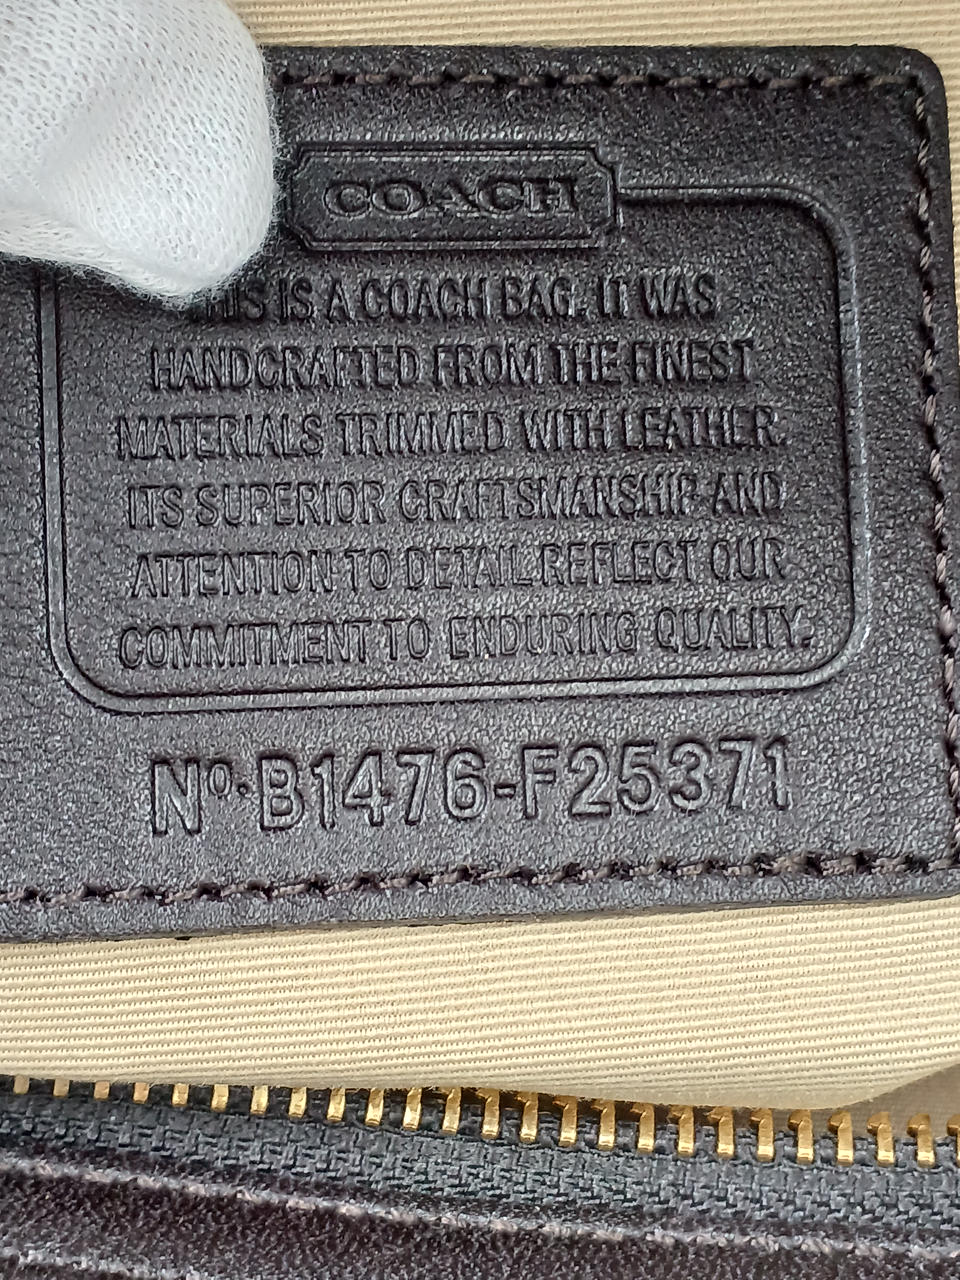 COACH
THIS IS A COACH BAG. IT WAS
HANDCRAFTED FROM THE FINEST
MATERIALS TRIMMED WITH LEATHER.
ITS SUPERIOR CRAFTSMANSHIP AND
ATTENTION TO DETAIL REFLECT OUR
COMMITMENT TO ENDURING QUALITY.
Nº·B1476-F25371